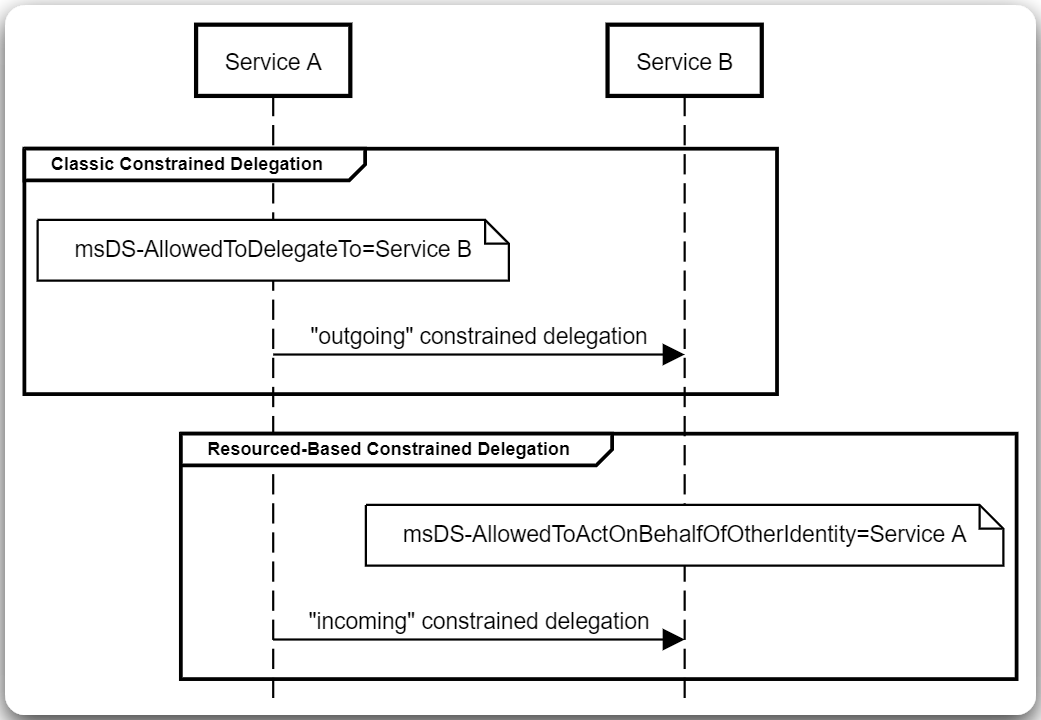 Service A
Service B
Classic Constrained Delegation
msDS-AllowedToDelegateTo=Service B
"outgoing" constrained delegation
Resourced-Based Constrained Delegation
msDS-AllowedToActOnBehalfOfOtherIdentity=Service A
"incoming" constrained delegation